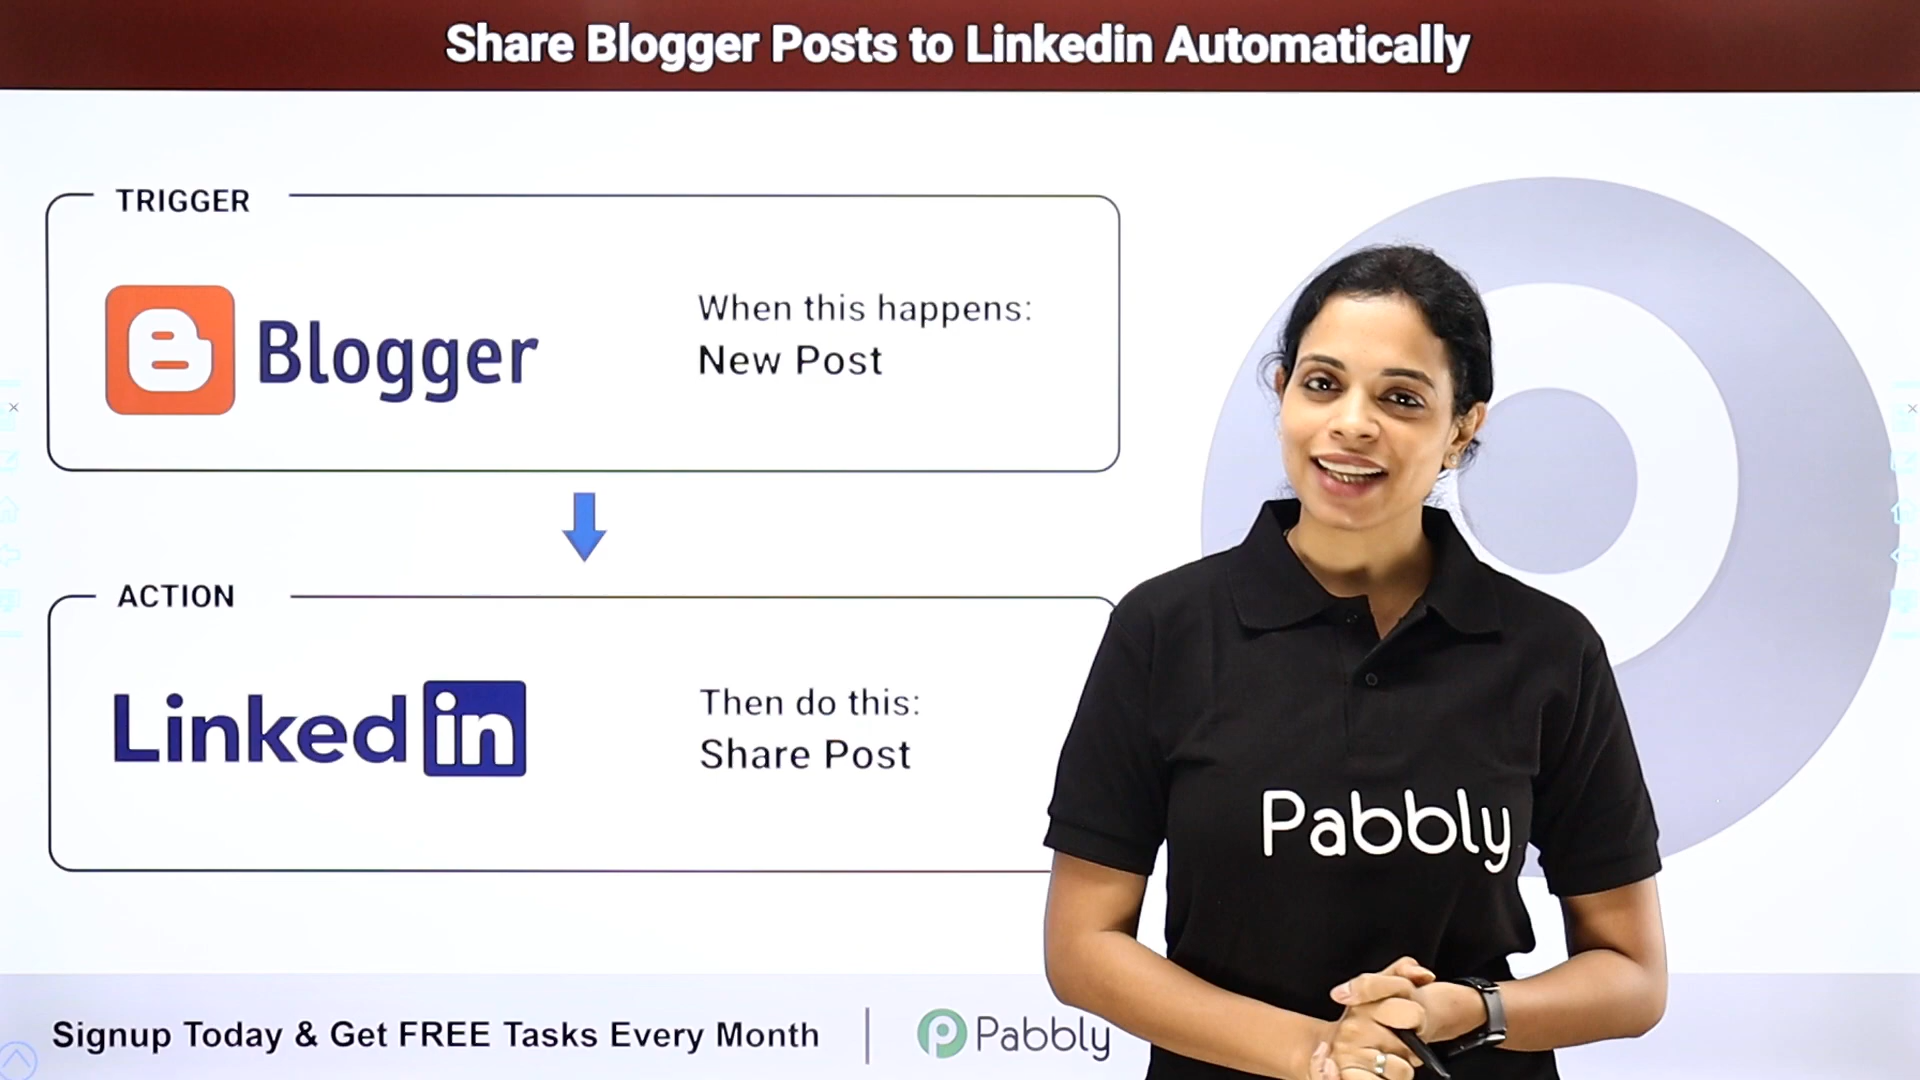 Share Blogger Posts to Linkedin Automatically
TRIGGER
Blogger
When this happens:
New Post
ACTION
Linked in
Then do this:
Share Post
Pabbly
Signup Today & Get FREE Tasks Every Month
Pabbly